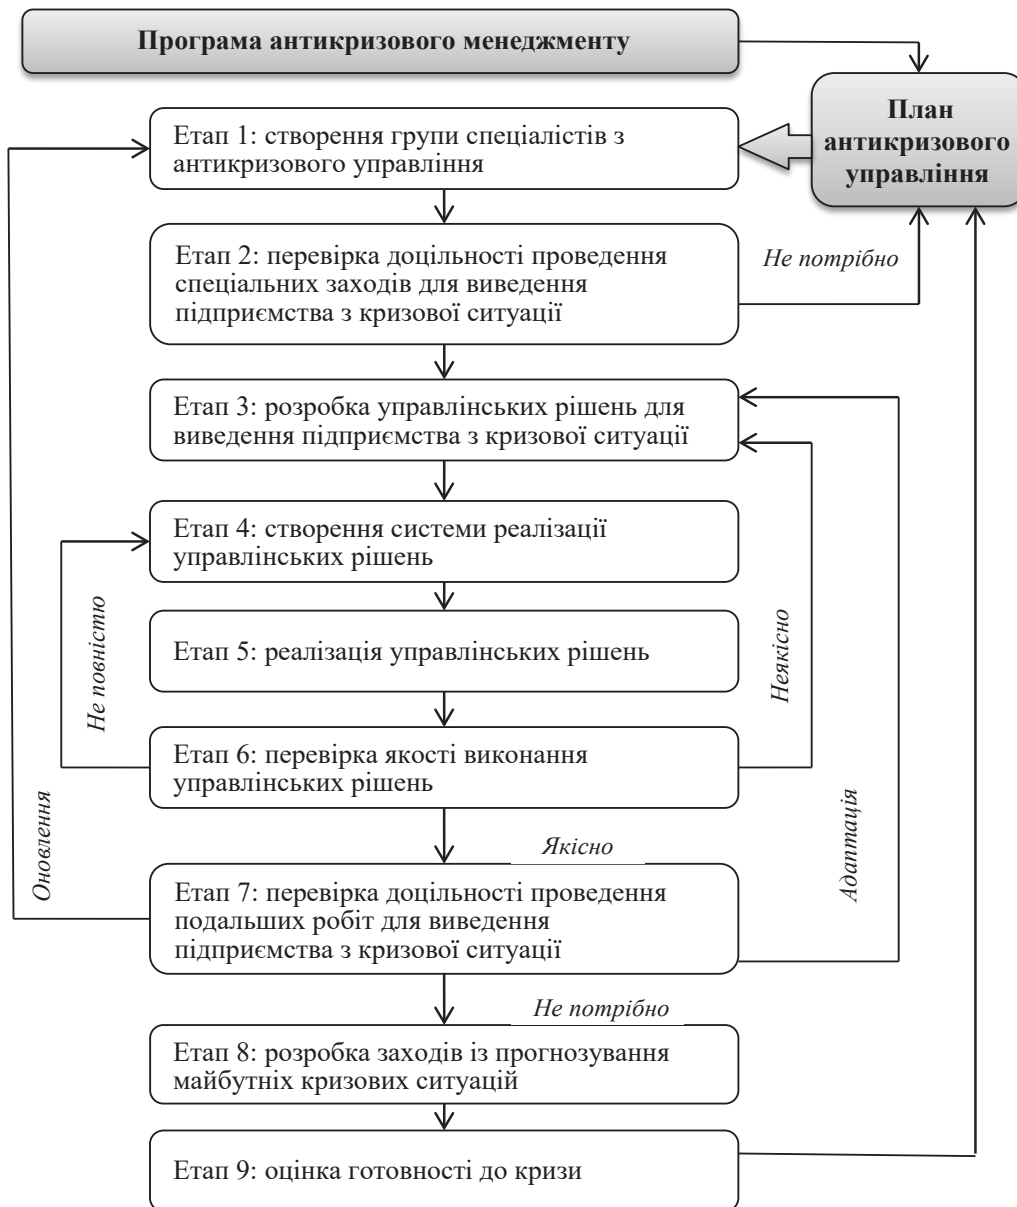 Програма антикризового менеджменту
План
антикризового
управління
Етап 1: створення групи спеціалістів з
антикризового управління
Етап 2: перевірка доцільності проведення
спеціальних заходів для виведення
підприємства з кризової ситуації
Не потрібно
Етап 3: розробка управлінських рішень для
виведення підприємства з кризової ситуації
Етап 4: створення системи реалізації
управлінських рішень
Не повністю
Неякісно
Етап 5: реалізація управлінських рішень
Етап 6: перевірка якості виконання
управлінських рішень
Оновлення
Адаптація
Якісно
Етап 7: перевірка доцільності проведення
подальших робіт для виведення
підприємства з кризової ситуації
Не потрібно
Етап 8: розробка заходів із прогнозування
майбутніх кризових ситуацій
Етап 9: оцінка готовності до кризи